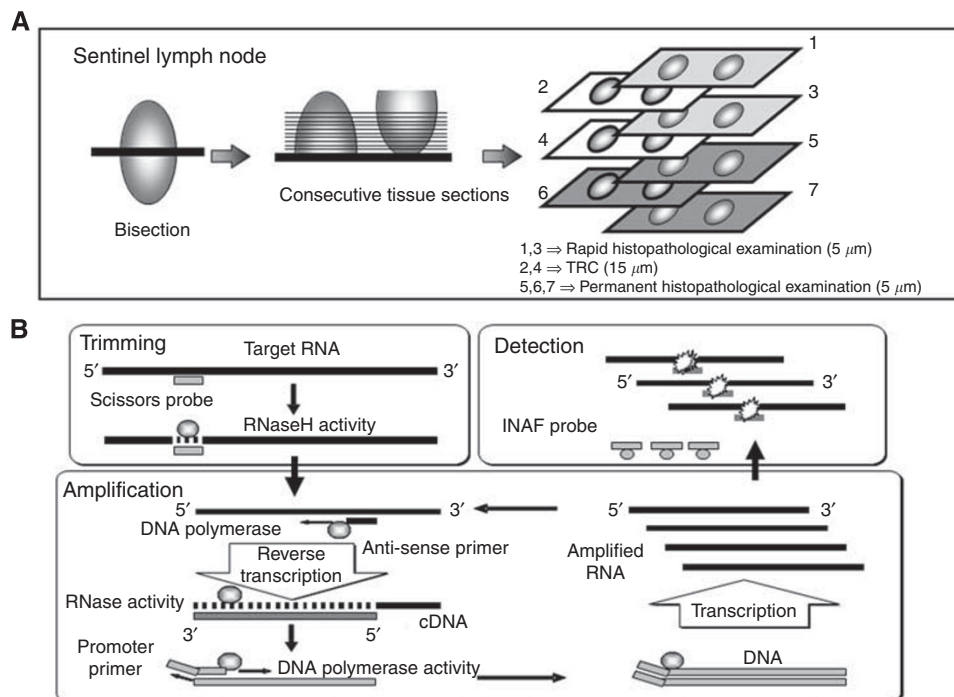 A
Sentinel lymph node
Bisection
Consecutive tissue sections
1
2
3
4
5
6
7
1,3 ⇒ Rapid histopathological examination (5 μm)
2,4 ⇒ TRC (15 μm)
5,6,7 ⇒ Permanent histopathological examination (5 μm)
B
Trimming
Target RNA
5′ 3′
Scissors probe
RNaseH activity
Detection
5′ 3′
INAF probe
Amplification
5′ 3′
DNA polymerase
Anti-sense primer
Reverse
transcription
RNase activity
cDNA
3′ 5′
Promoter
primer
DNA polymerase activity
5′ 3′
Amplified
RNA
Transcription
DNA